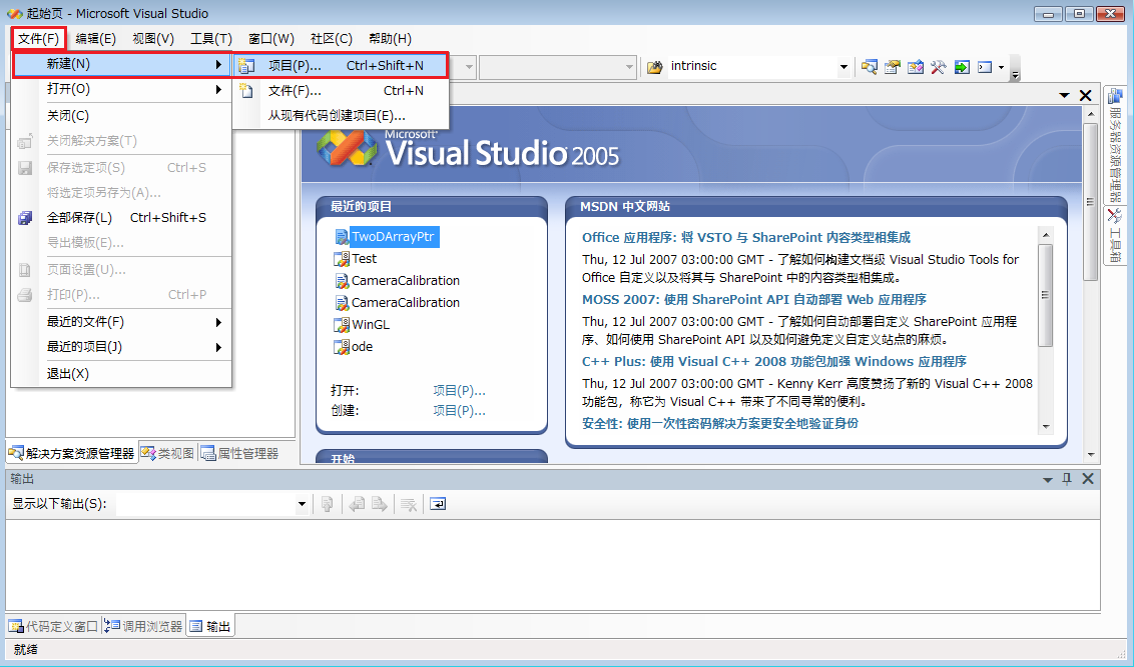 起始页 - Microsoft Visual Studio
文件(F) 编辑(E) 视图(V) 工具(T) 窗口(W) 社区(C) 帮助(H)
新建(N)
打开(O)
关闭(C)
关闭解决方案(T)
保存选定项(S) Ctrl+S
将选定项另存为(A)...
全部保存(L) Ctrl+Shift+S
导出模板(E)...
页面设置(U)...
打印(P)... Ctrl+P
最近的文件(F)
最近的项目(J)
退出(X)
项目(P)... Ctrl+Shift+N
文件(F)... Ctrl+N
从现有代码创建项目(E)...
intrinsic
Microsoft
Visual Studio 2005
最近的项目
TwoDArrayPtr
Test
CameraCalibration
CameraCalibration
WinGL
ode
打开: 项目(P)...
创建: 项目(P)...
开始
MSDN 中文网站
Office 应用程序: 将 VSTO 与 SharePoint 内容类型相集成
Thu, 12 Jul 2007 03:00:00 GMT - 了解如何构建文档级 Visual Studio Tools for
Office 自定义以及将其与 SharePoint 中的内容类型相集成。
MOSS 2007: 使用 SharePoint API 自动部署 Web 应用程序
Thu, 12 Jul 2007 03:00:00 GMT - 了解如何自动部署自定义 SharePoint 应用程
序、如何使用 SharePoint API 以及如何避免定义自定义站点的麻烦。
C++ Plus: 使用 Visual C++ 2008 功能包加强 Windows 应用程序
Thu, 12 Jul 2007 03:00:00 GMT - Kenny Kerr 高度赞扬了新的 Visual C++ 2008
功能包，称它为 Visual C++ 带来了不同寻常的便利。
安全性: 使用一次性密码解决方案更安全地验证身份
服务器资源管理器
工具箱
解决方案资源管理器 类视图 属性管理器
输出
显示以下输出(S):
代码定义窗口 调用浏览器 输出
就绪